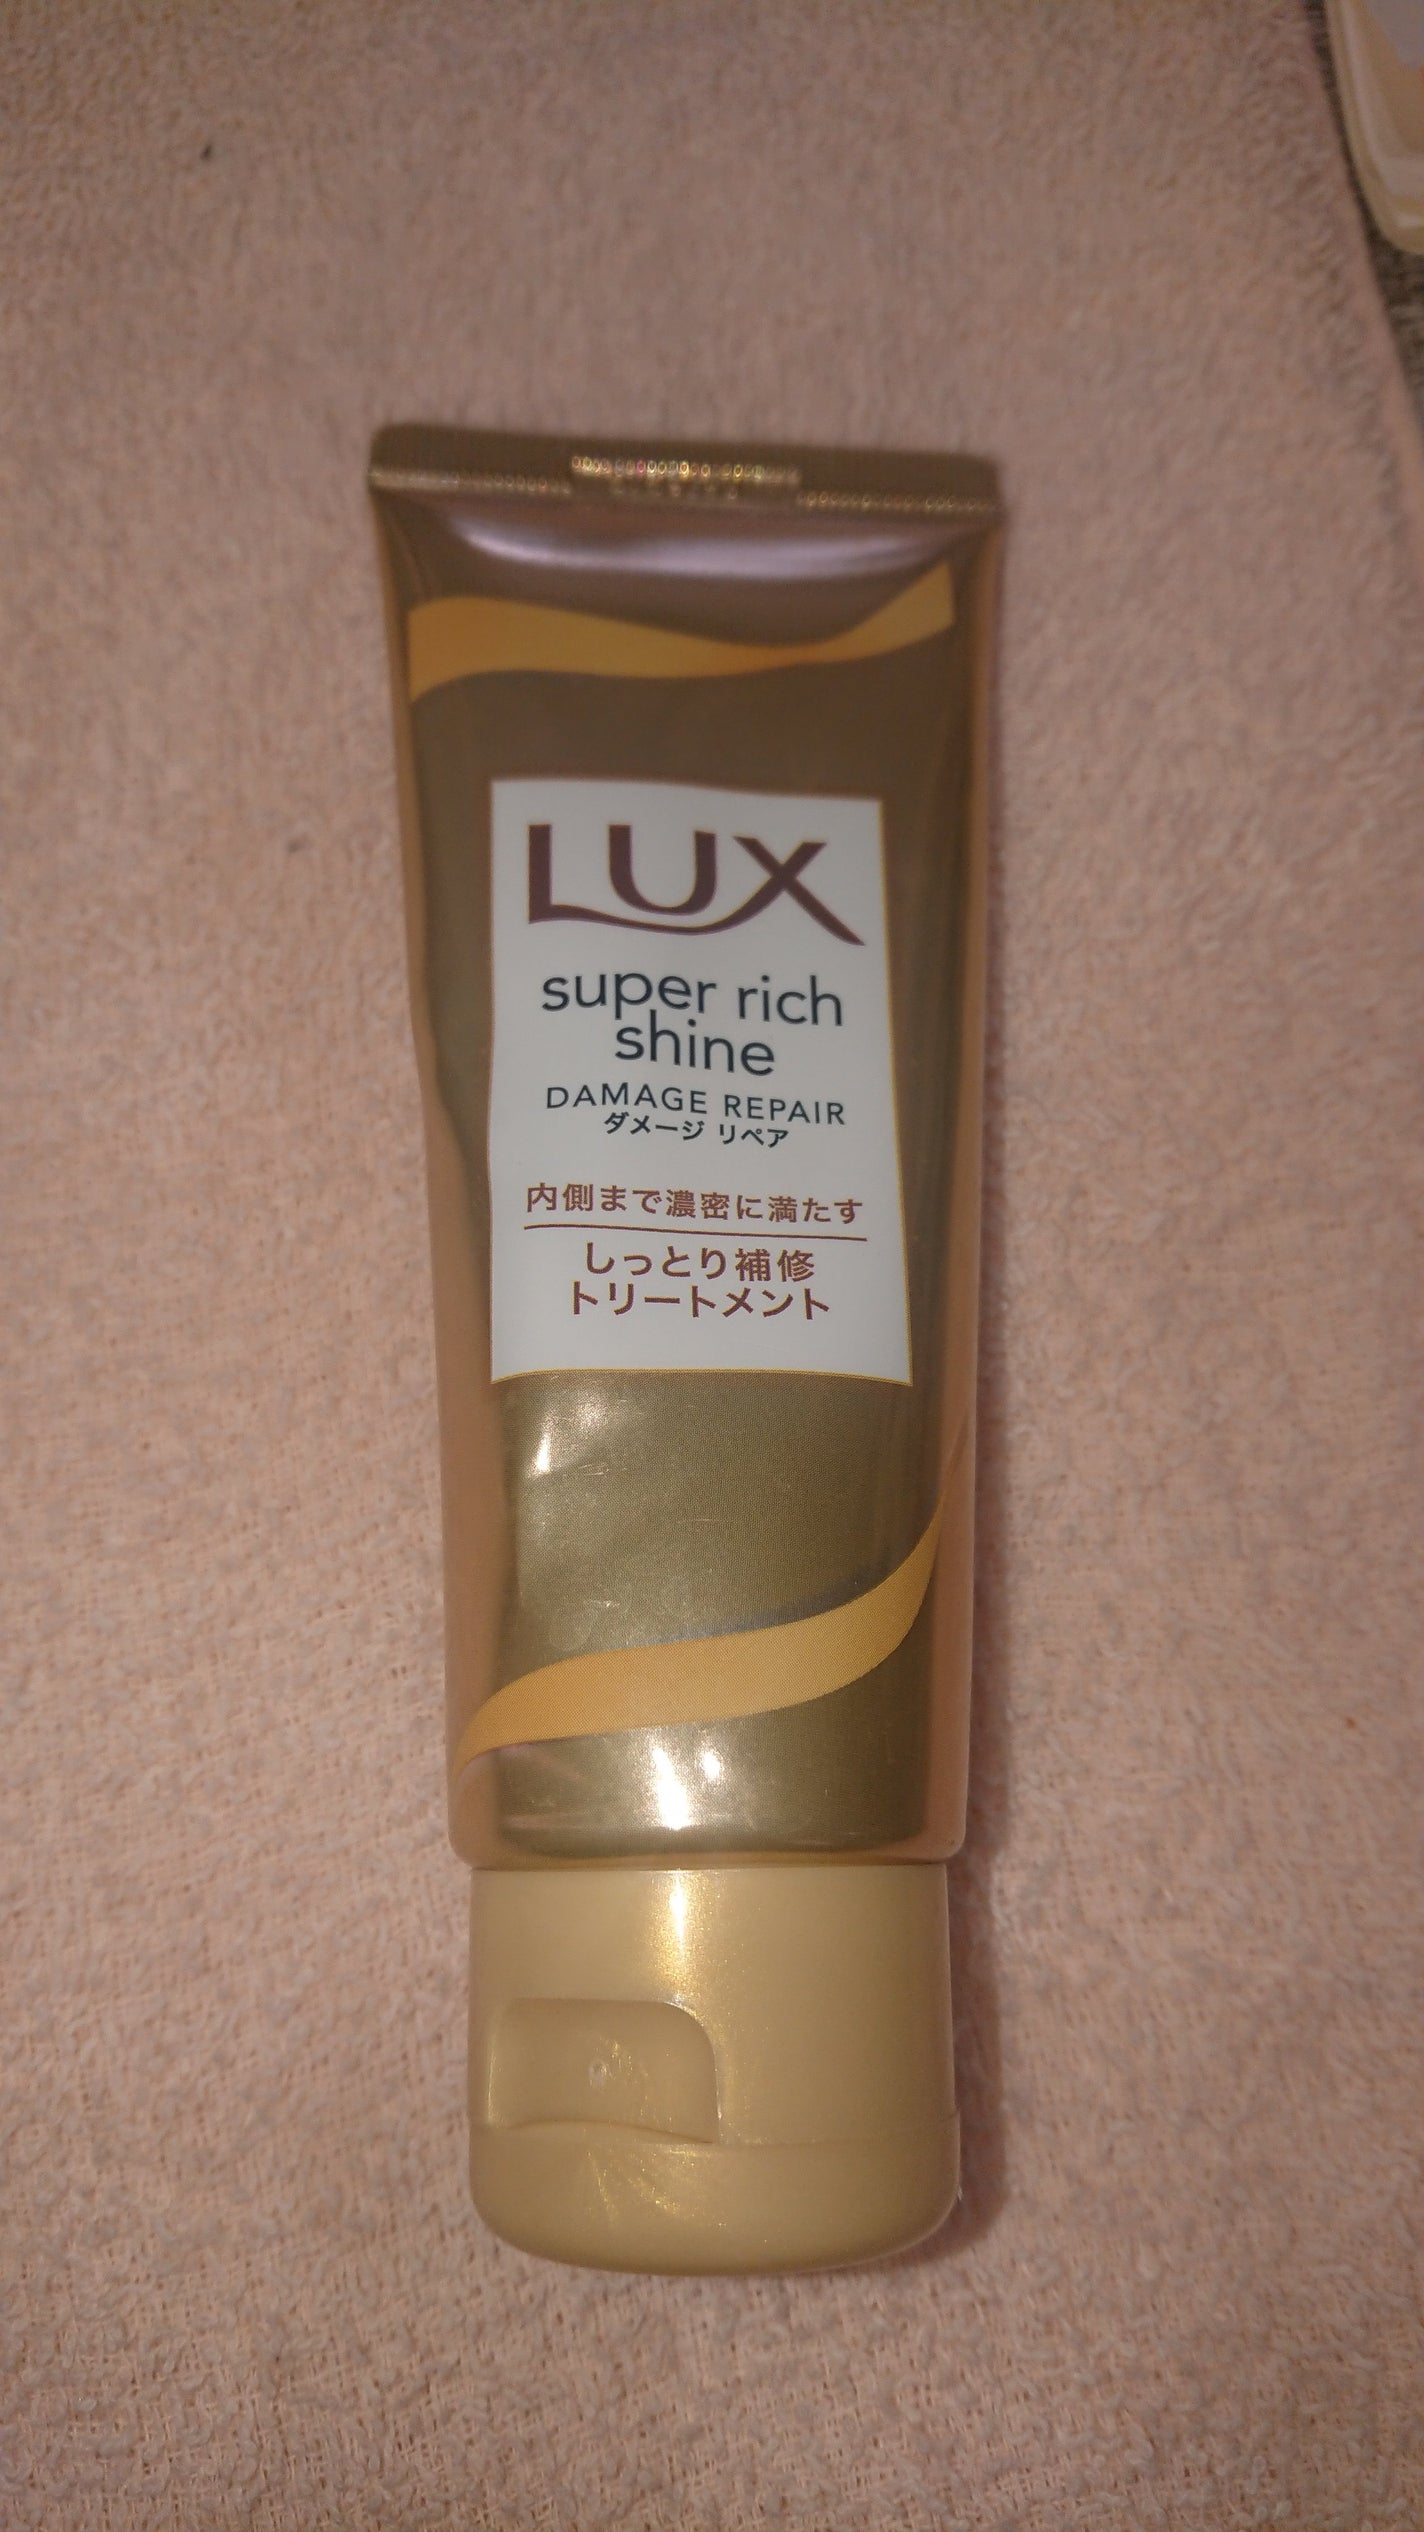 LUX
super rich
shine
DAMAGE REPAIR
ダメージ リペア
内側まで濃密に満たす
しっとり補修
トリートメント